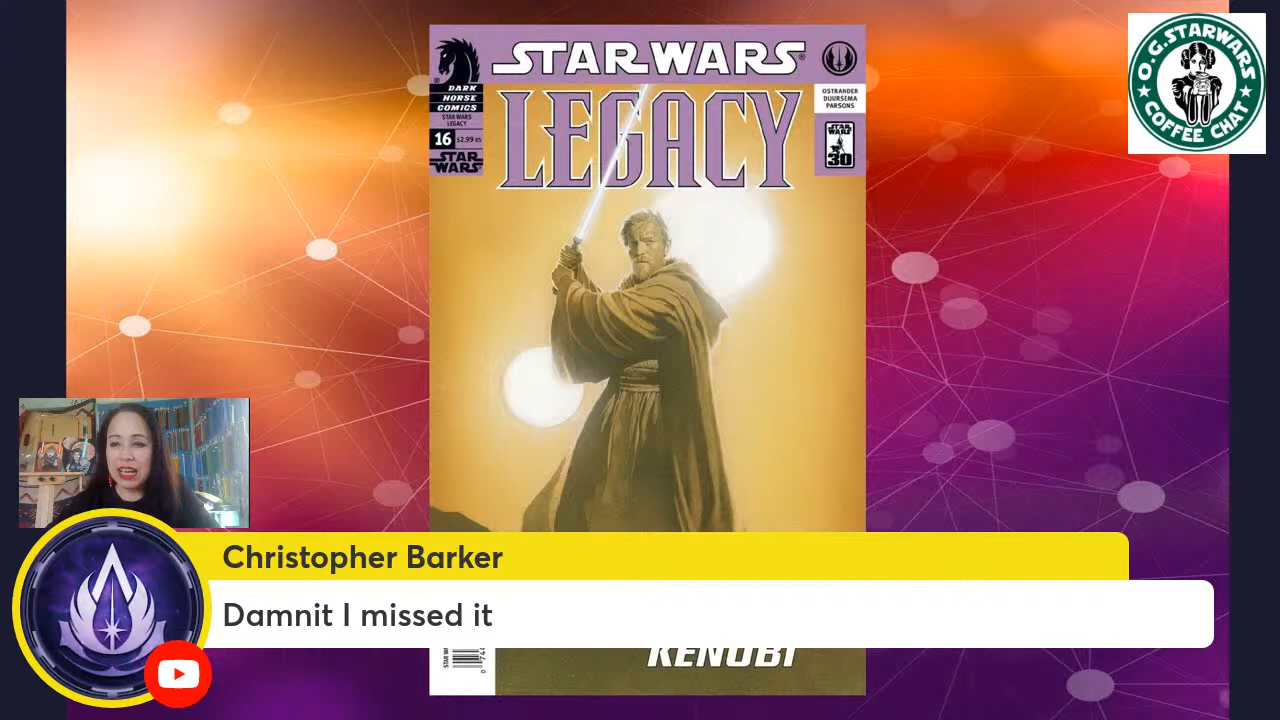 STAR WARS
LEGACY
DARK
HORSE
COMICS
STAR WARS
LEGACY
16 $2.99 US
STAR
WARS
OSTRANDER
DUURSEMA
PARSONS
STAR
WARS
30
O.G. STARWARS
COFFEE CHAT
Christopher Barker
Damnit I missed it
KENOBI